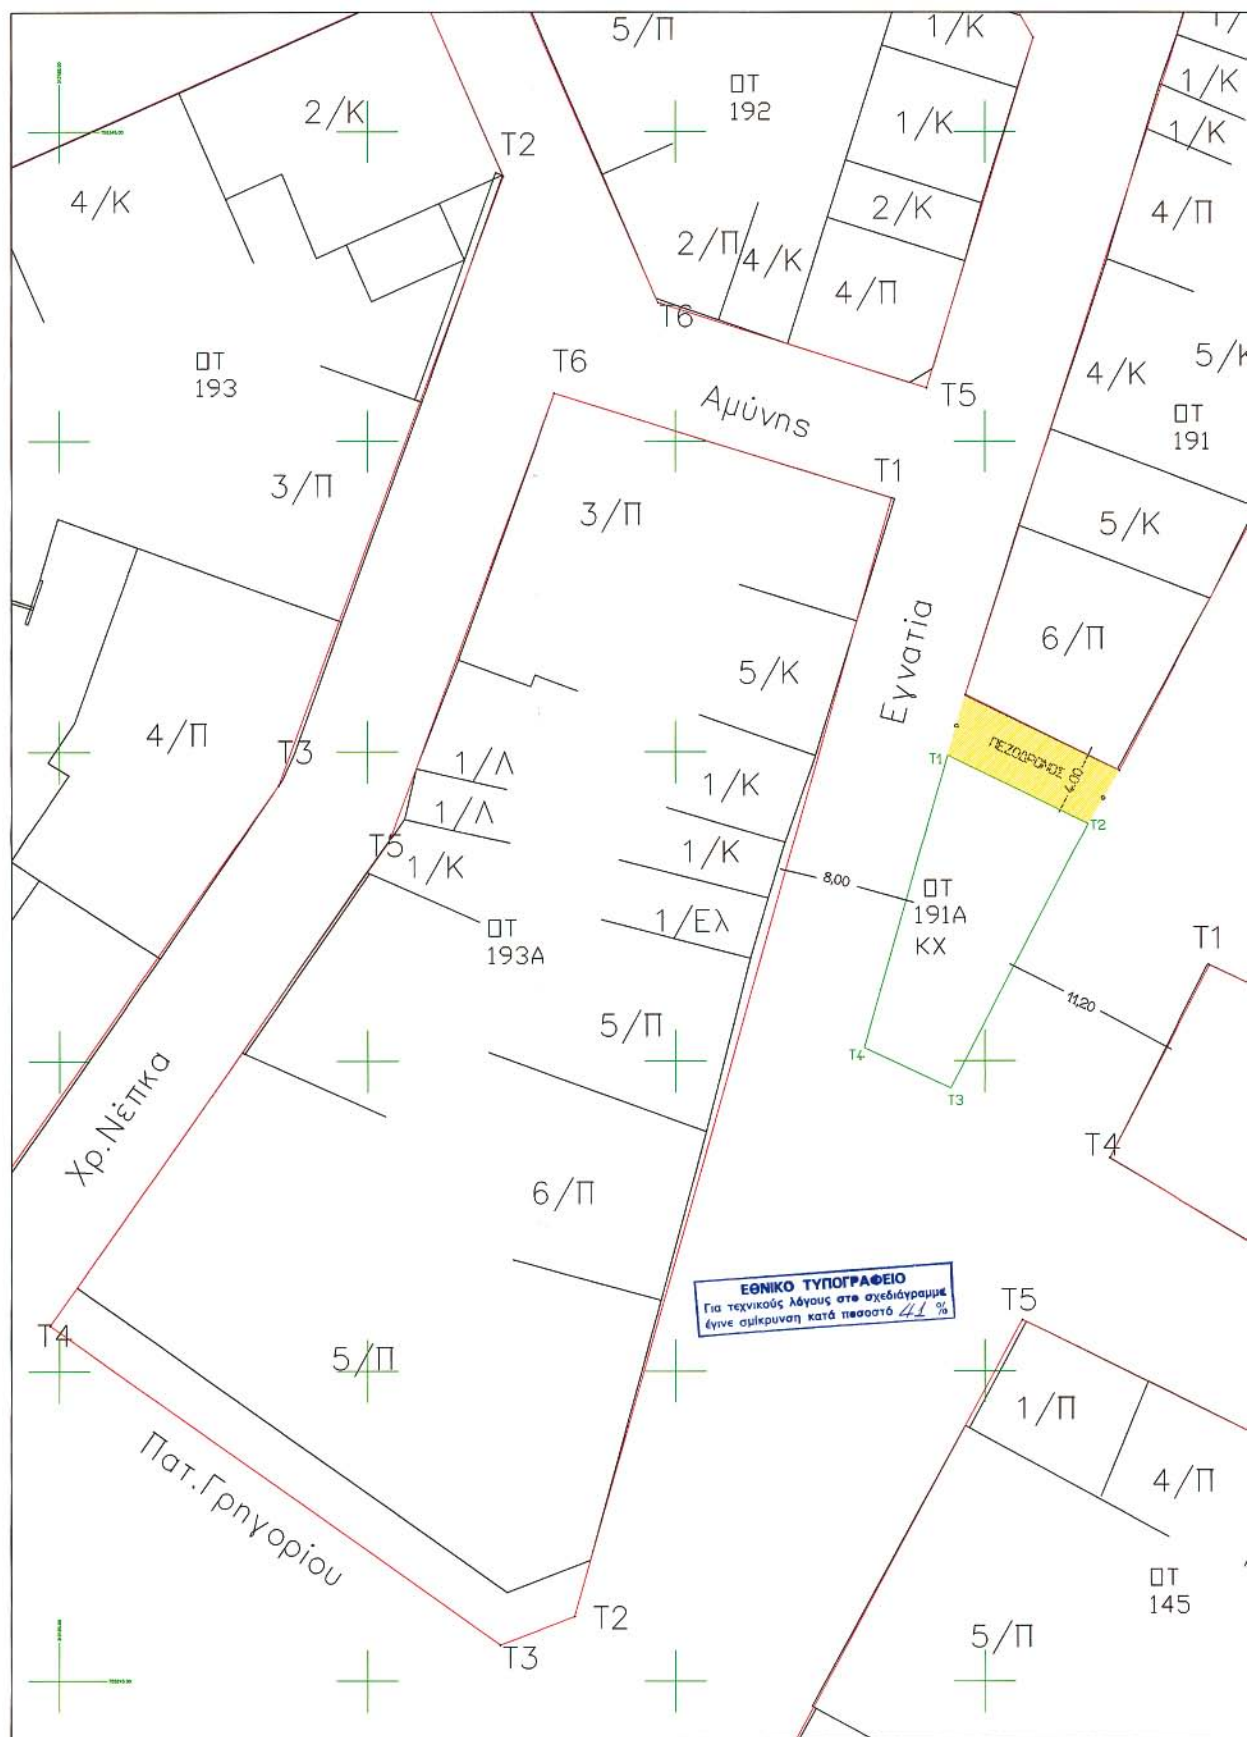 5/Π
1/Κ
1/Κ
ΟΤ
192
2/Κ
1/Κ
1/Κ
Τ2
4/Κ
2/Κ
4/Π
2/Π
4/Κ
4/Π
Τ6
ΟΤ
193
Τ6
Τ5
4/Κ
5/Κ
Αμύνης
ΟΤ
191
3/Π
Τ1
3/Π
5/Κ
Εγνατία
6/Π
5/Κ
4/Π
Τ3
Τ1
ΠΕΖΟΔΡΟΜΟΣ
4.00
1/Λ
1/Κ
1/Λ
Τ2
Τ5
1/Κ
1/Κ
8,00
ΟΤ
191Α
ΚΧ
1/Ελ
ΟΤ
193Α
Τ1
11,20
5/Π
Τ4
Τ3
Χρ.Νέπκα
Τ4
6/Π
ΕΘΝΙΚΟ ΤΥΠΟΓΡΑΦΕΙΟ
Για τεχνικούς λόγους στο σχεδιάγραμμα
έγινε σμίκρυνση κατά ποσοστό 41 %
Τ5
Τ4
5/Π
1/Π
Πατ.Γρηγορίου
4/Π
ΟΤ
145
Τ2
Τ3
5/Π